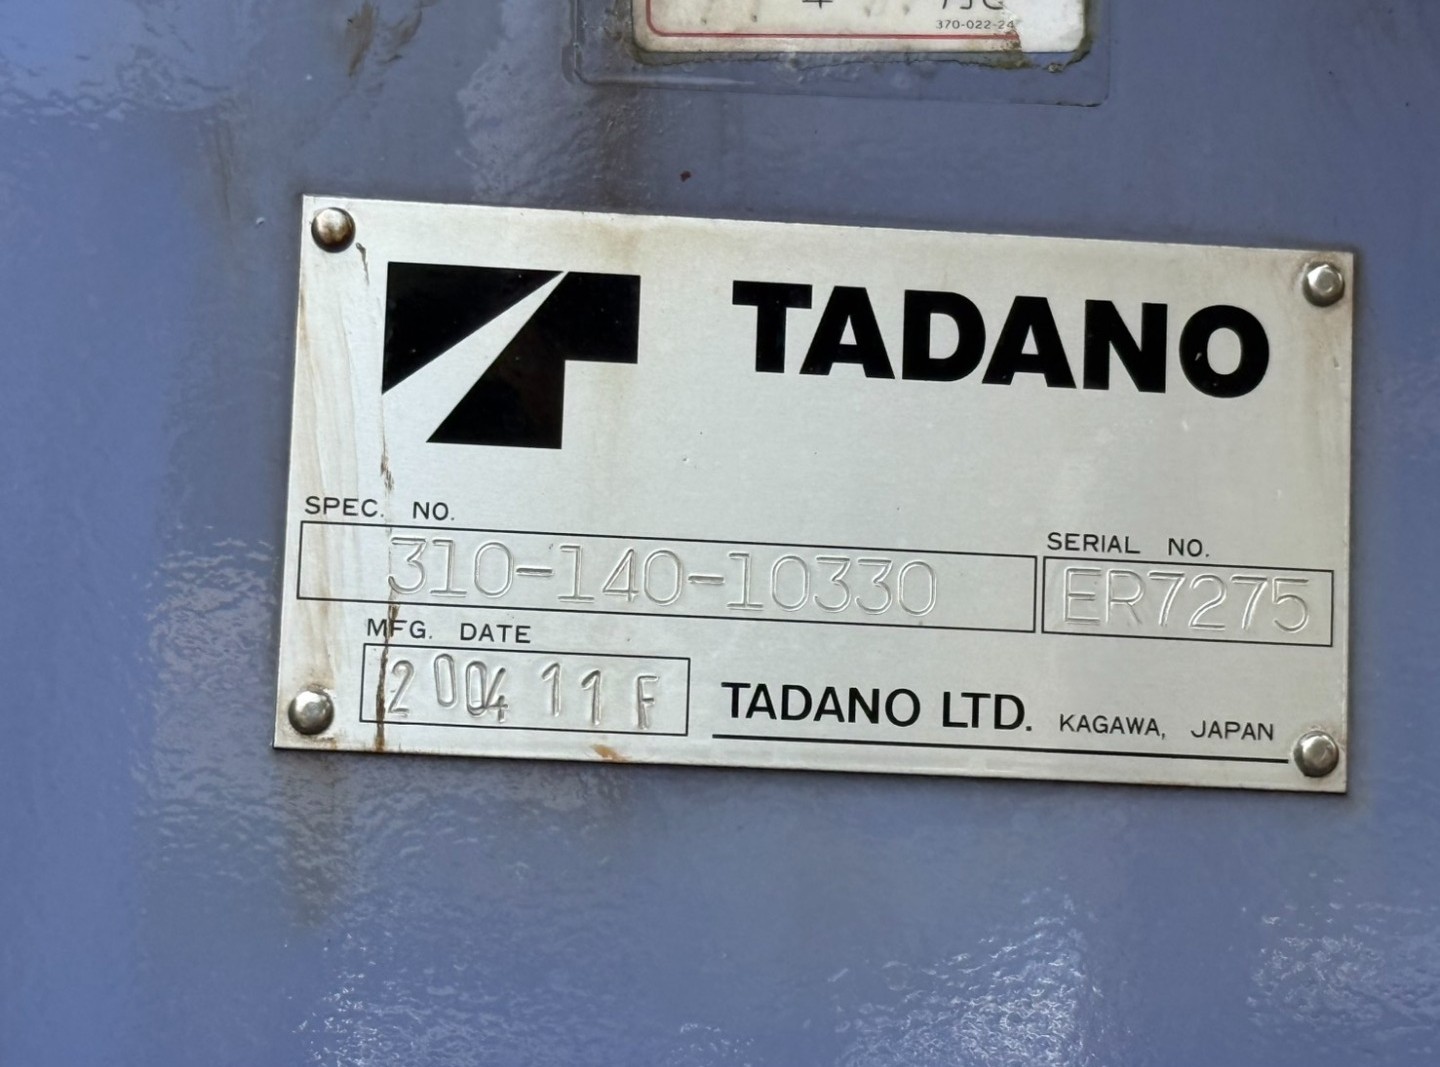 370-022-24
TADANO
SPEC. NO.
310-140-10330
SERIAL NO.
ER7275
MFG. DATE
2004 11 F
TADANO LTD. KAGAWA, JAPAN